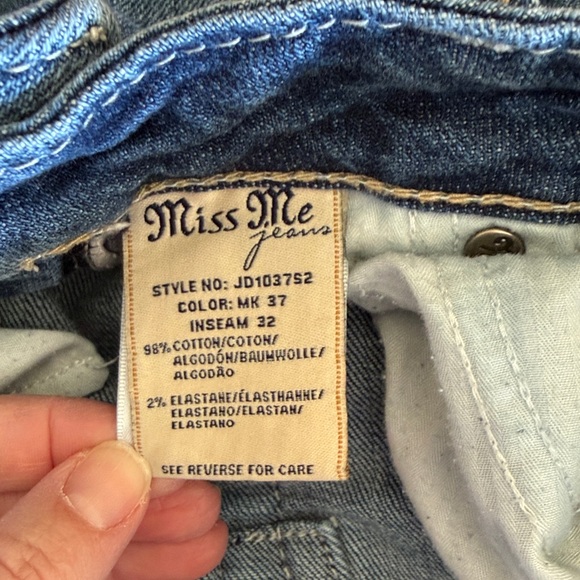 Miss Me
jeans
STYLE NO: JD1037S2
COLOR: MK 37
INSEAM 32
98% COTTON/COTON/
ALGODÓN/BAUMWOLLE/
ALGODÃO
2% ELASTANE/ÉLASTHANNE/
ELASTANO/ELASTAN/
ELASTANO
SEE REVERSE FOR CARE